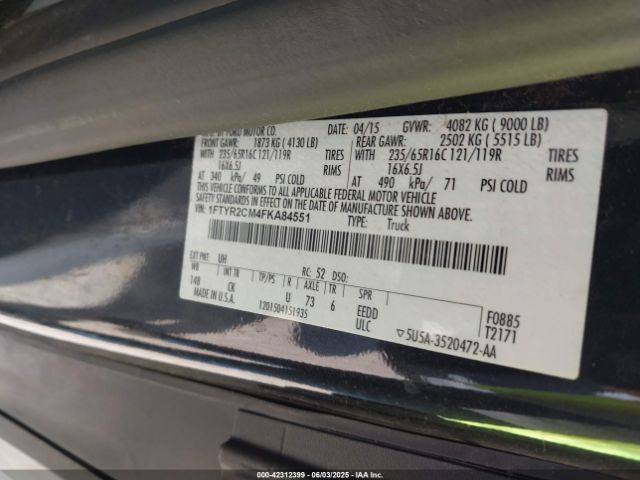 BY FORD MOTOR CO.
DATE: 04/15 GVWR: 4082 KG ( 9000 LB)
FRONT GAWR: 1873 KG ( 4130 LB) REAR GAWR: 2502 KG ( 5515 LB)
WITH 235/65R16C 121/119R TIRES WITH 235/65R16C 121/119R TIRES
16X6.5J RIMS 16X6.5J RIMS
AT 340 kPa/ 49 PSI COLD AT 490 kPa/ 71 PSI COLD
THIS VEHICLE CONFORMS TO ALL APPLICABLE FEDERAL MOTOR VEHICLE
SAFETY STANDARDS IN EFFECT ON THE DATE OF MANUFACTURE SHOWN ABOVE.
VIN: 1FTYR2CM4FKA84551
TYPE: Truck
EXT PNT: UH RC: 52 DSO:
WB INT TR TP/PS R AXLE TR SPR
148 CK U 73 6 EEDD
MADE IN U.S.A. 1201504151935 ULC
F0885
T2171
▽5U5A-3520472-AA
000-42312399 - 06/03/2025 - IAA Inc.